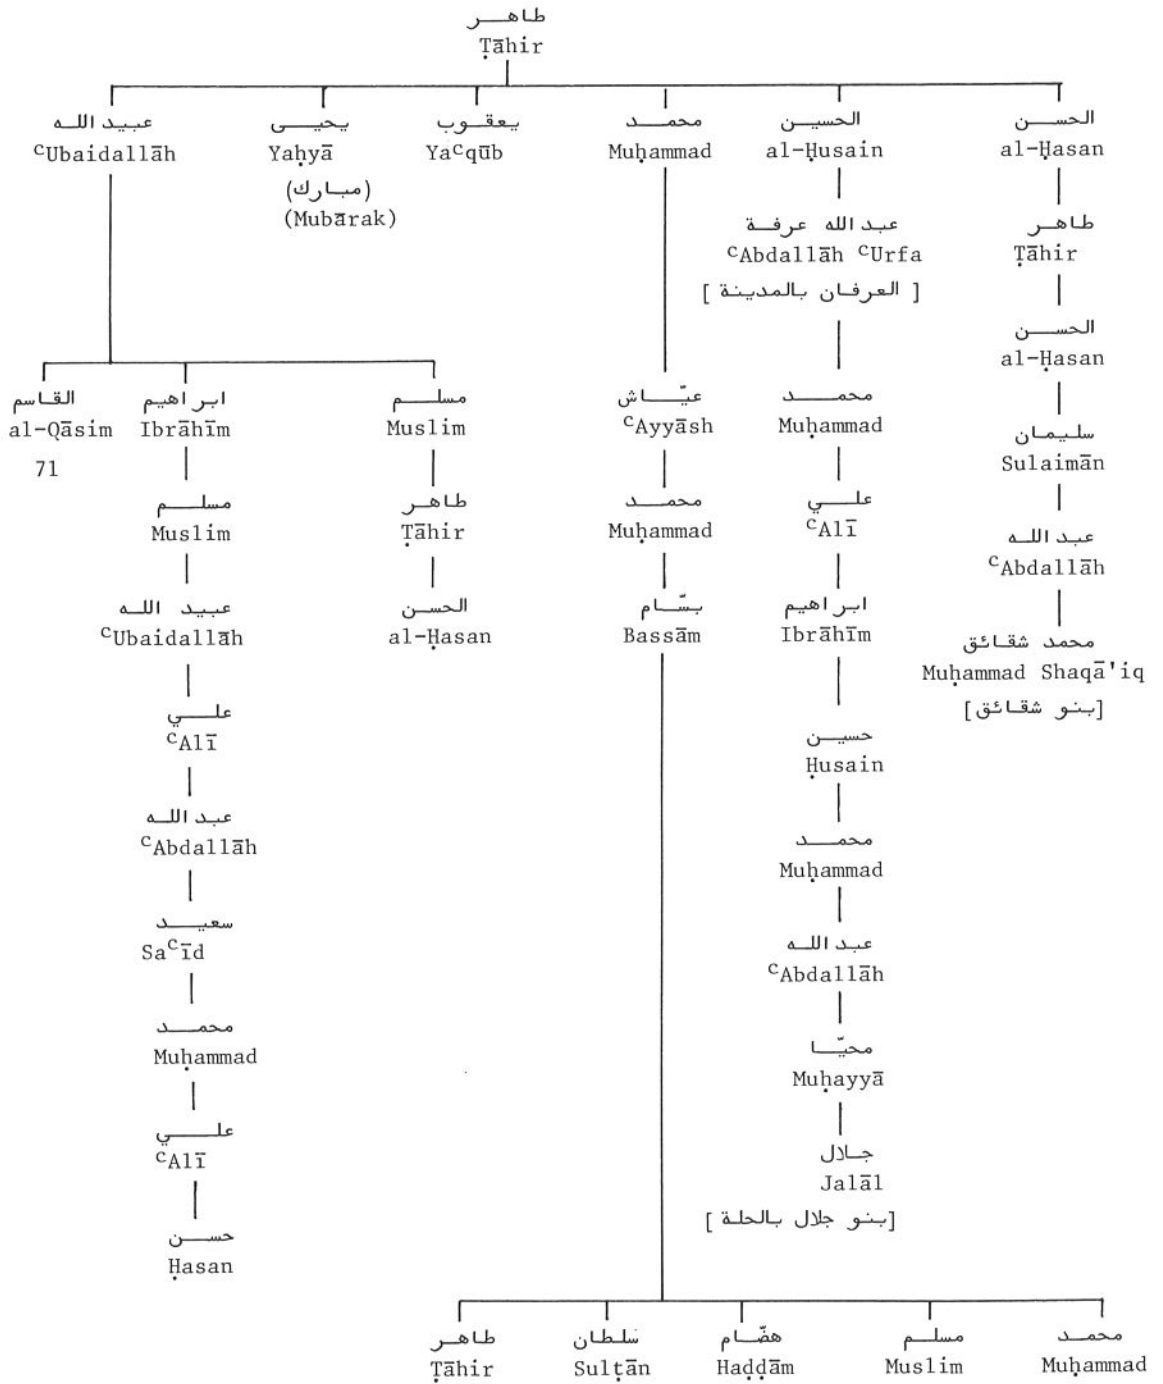 طاهر
Ṭāhir
عبيد الله يحيى يعقوب محمد الحسين الحسن
ᶜUbaidallāh Yaḥyā Yaᶜqūb Muḥammad al-Ḥusain al-Ḥasan
(مبارك)
(Mubārak)
عبد الله عرفة طاهر
ᶜAbdallāh ᶜUrfa Ṭāhir
[العرفان بالمدينة]
الحسن
al-Ḥasan
القاسم ابراهيم مسلم عيّاش محمد
al-Qāsim Ibrāhīm Muslim ᶜAyyāsh Muḥammad
71
سليمان
Sulaimān
مسلم طاهر محمد علي
Muslim Ṭāhir Muḥammad ᶜAlī
عبد الله
ᶜAbdallāh
عبيد الله الحسن بسّام ابراهيم
ᶜUbaidallāh al-Ḥasan Bassām Ibrāhīm
محمد شقائق
Muḥammad Shaqā'iq
[بنو شقائق]
علي
ᶜAlī
حسين
Ḥusain
عبد الله
ᶜAbdallāh
محمد
Muḥammad
سعيد
Saᶜīd
عبد الله
ᶜAbdallāh
محمد
Muḥammad
محيّا
Muḥayyā
علي
ᶜAlī
جلال
Jalāl
[بنو جلال بالحلة]
حسن
Ḥasan
طاهر سلطان هضّام مسلم محمد
Ṭāhir Sulṭān Haḍḍām Muslim Muḥammad